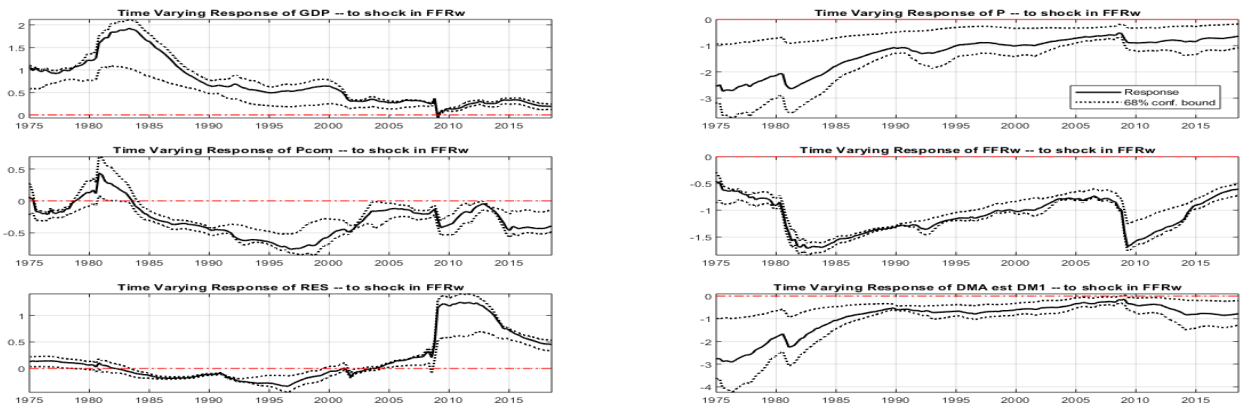 Time Varying Response of GDP -- to shock in FFRw
2
1.5
1
0.5
0
1975 1980 1985 1990 1995 2000 2005 2010 2015
Time Varying Response of P -- to shock in FFRw
0
-1
-2
-3
Response
68% conf. bound
1975 1980 1985 1990 1995 2000 2005 2010 2015
Time Varying Response of Pcom -- to shock in FFRw
0.5
0
-0.5
1975 1980 1985 1990 1995 2000 2005 2010 2015
Time Varying Response of FFRw -- to shock in FFRw
0
-0.5
-1
-1.5
1975 1980 1985 1990 1995 2000 2005 2010 2015
Time Varying Response of RES -- to shock in FFRw
1
0.5
0
1975 1980 1985 1990 1995 2000 2005 2010 2015
Time Varying Response of DMA est DM1 -- to shock in FFRw
0
-1
-2
-3
-4
1975 1980 1985 1990 1995 2000 2005 2010 2015